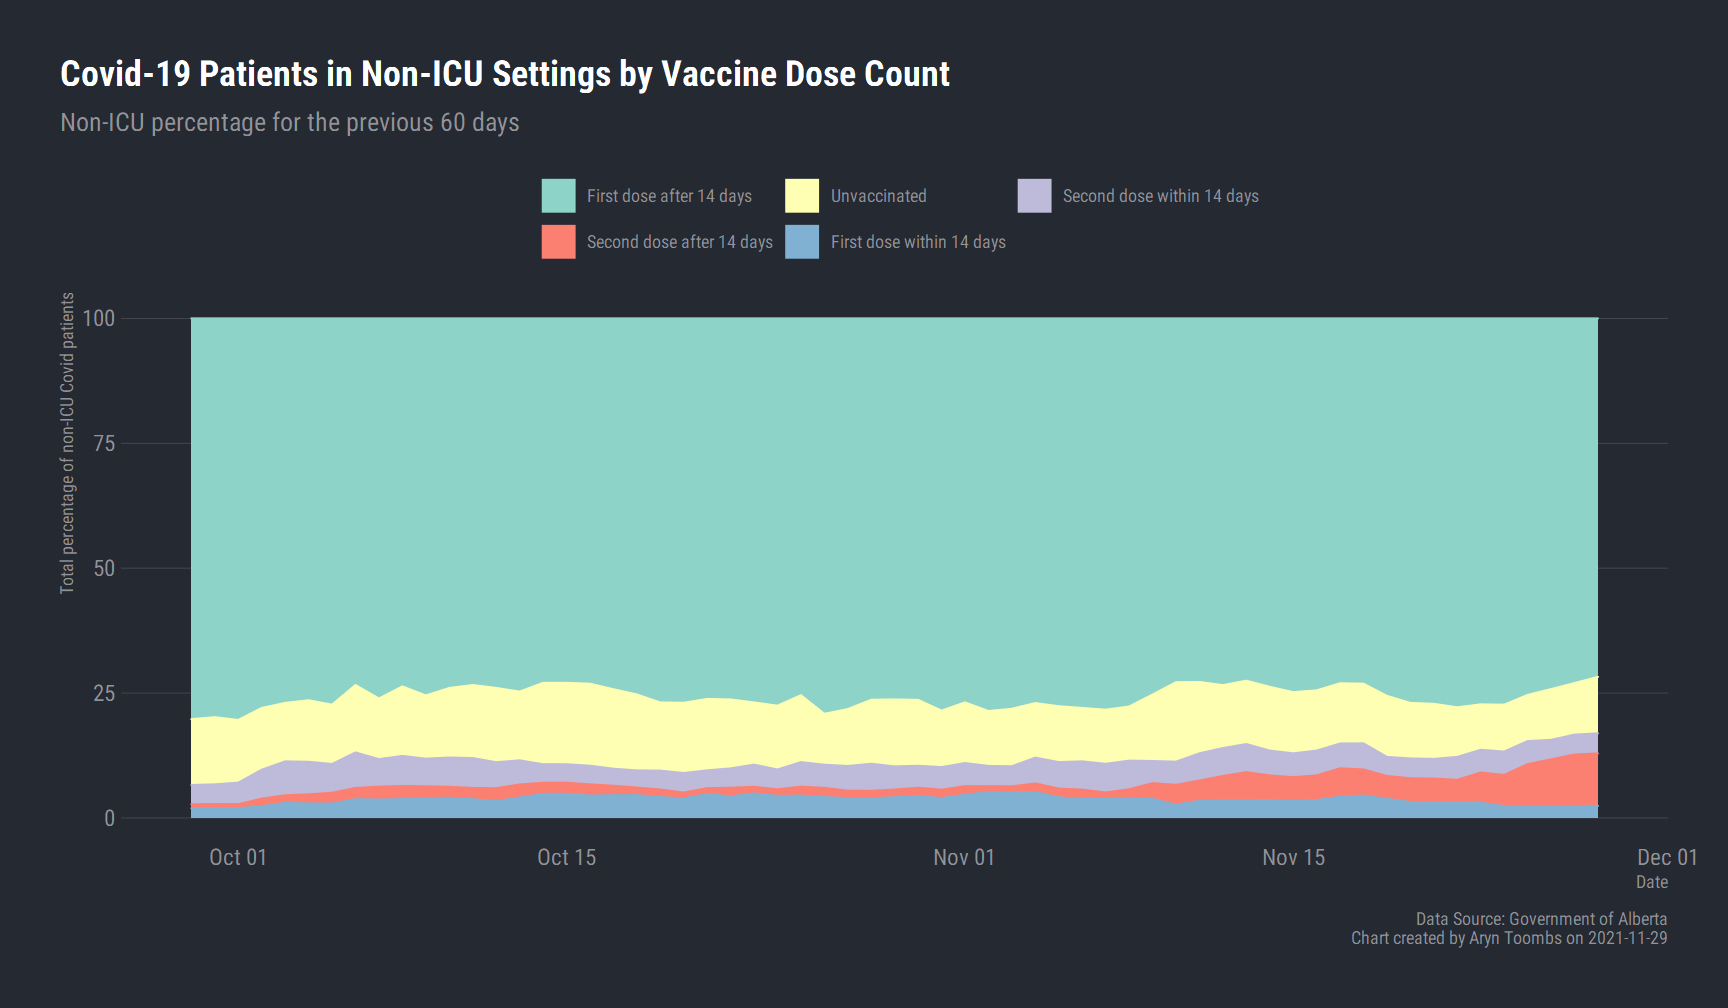 Covid-19 Patients in Non-ICU Settings by Vaccine Dose Count
Non-ICU percentage for the previous 60 days
First dose after 14 days
Unvaccinated
Second dose within 14 days
Second dose after 14 days
First dose within 14 days
Total percentage of non-ICU Covid patients
100
75
50
25
0
Oct 01
Oct 15
Nov 01
Nov 15
Dec 01
Date
Data Source: Government of Alberta
Chart created by Aryn Toombs on 2021-11-29